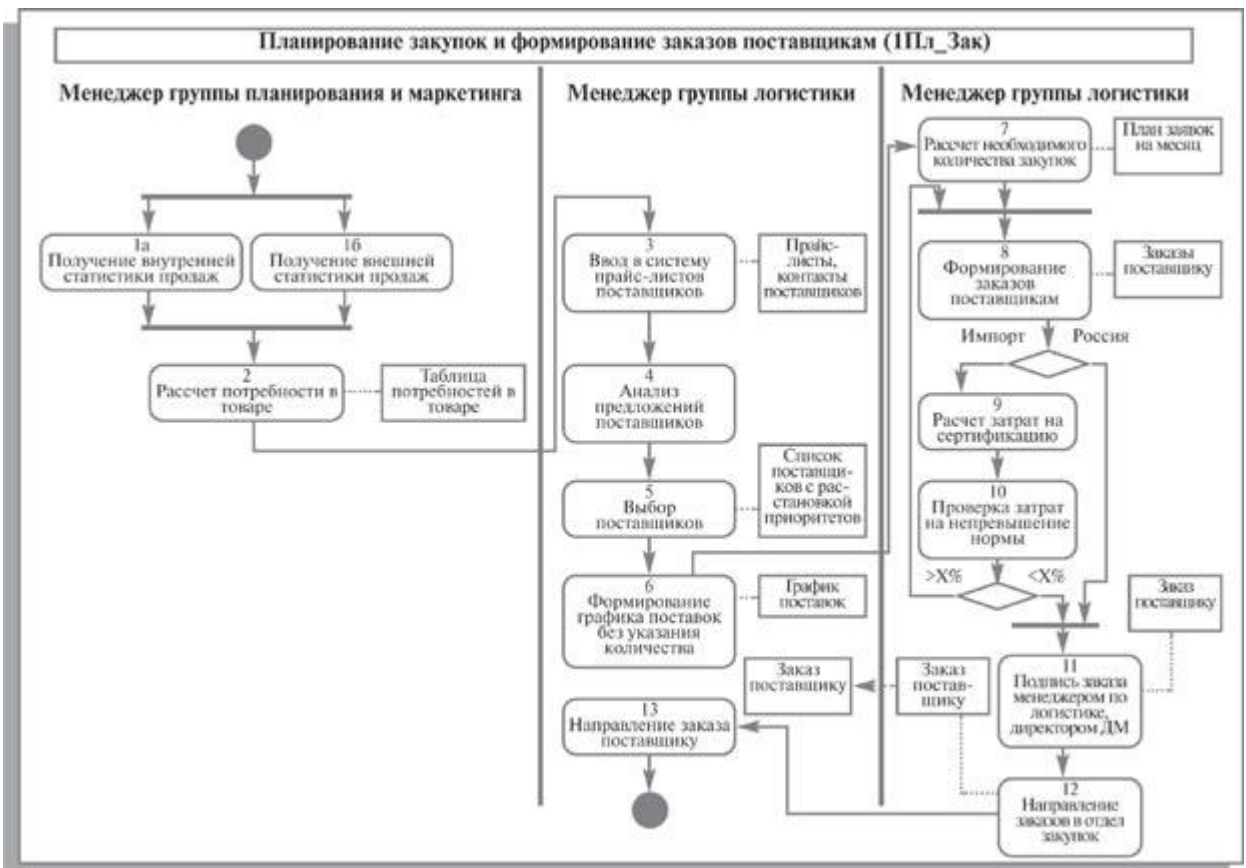 Планирование закупок и формирование заказов поставщикам (1Пл_Зак)
Менеджер группы планирования и маркетинга
1а
Получение внутренней
статистики продаж
1б
Получение внешней
статистики продаж
2
Рассчет потребности в
товаре
Таблица
потребностей в
товаре
Менеджер группы логистики
3
Ввод в систему
прайс-листов
поставщиков
Прайс-
листы,
контакты
поставщиков
4
Анализ
предложений
поставщиков
5
Выбор
поставщиков
Список
поставщи-
ков с рас-
становкой
приоритетов
6
Формирование
графика поставок
без указания
количества
График
поставок
Заказ
поставщику
13
Направление заказа
поставщику
Менеджер группы логистики
7
Рассчет необходимого
количества закупок
План заявок
на месяц
8
Формирование
заказов
поставщикам
Заказы
поставщику
Импорт
Россия
9
Расчет затрат на
сертификацию
10
Проверка затрат
на непревышение
нормы
>X%
<X%
Заказ
поставщику
11
Подпись заказа
менеджером по
логистике,
директором ДМ
Заказ
постав-
щику
12
Направление
заказов в отдел
закупок